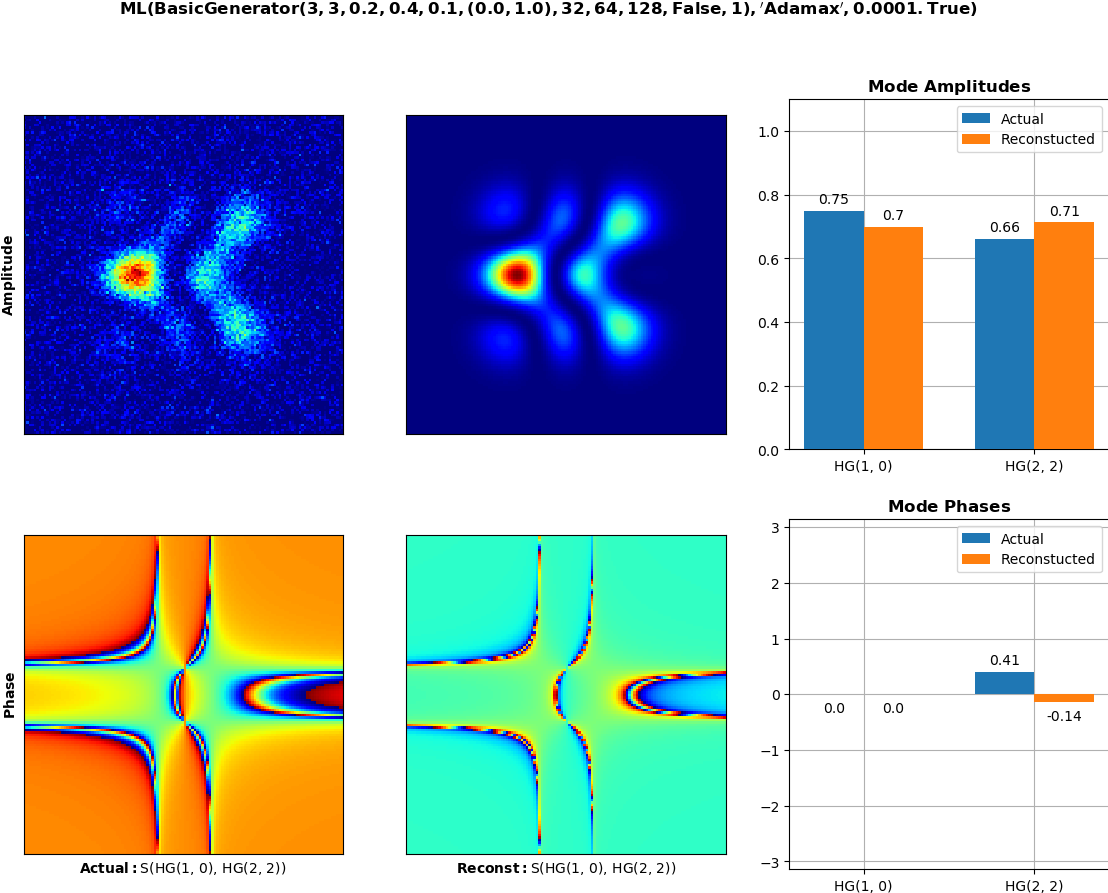 ML(BasicGenerator(3, 3, 0.2, 0.4, 0.1, (0.0, 1.0), 32, 64, 128, False, 1), 'Adamax', 0.0001. True)
Amplitude
Mode Amplitudes
Actual
Reconstucted
1.0
0.8
0.6
0.4
0.2
0.0
0.75
0.7
0.66
0.71
HG(1, 0)
HG(2, 2)
Phase
Actual: S(HG(1, 0), HG(2, 2))
Reconst: S(HG(1, 0), HG(2, 2))
Mode Phases
Actual
Reconstucted
3
2
1
0
−1
−2
−3
0.0
0.0
0.41
-0.14
HG(1, 0)
HG(2, 2)